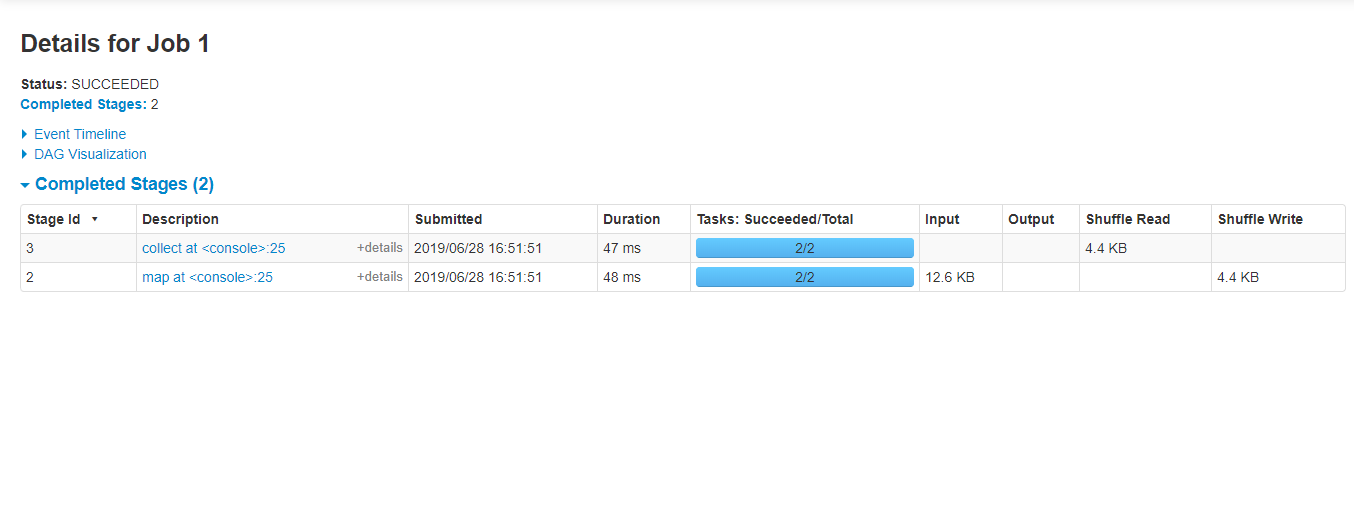 Details for Job 1
Status: SUCCEEDED
Completed Stages: 2
Event Timeline
DAG Visualization
Completed Stages (2)
Stage Id Description Submitted Duration Tasks: Succeeded/Total Input Output Shuffle Read Shuffle Write
3 collect at <console>:25 +details 2019/06/28 16:51:51 47 ms 2/2 4.4 KB
2 map at <console>:25 +details 2019/06/28 16:51:51 48 ms 2/2 12.6 KB 4.4 KB